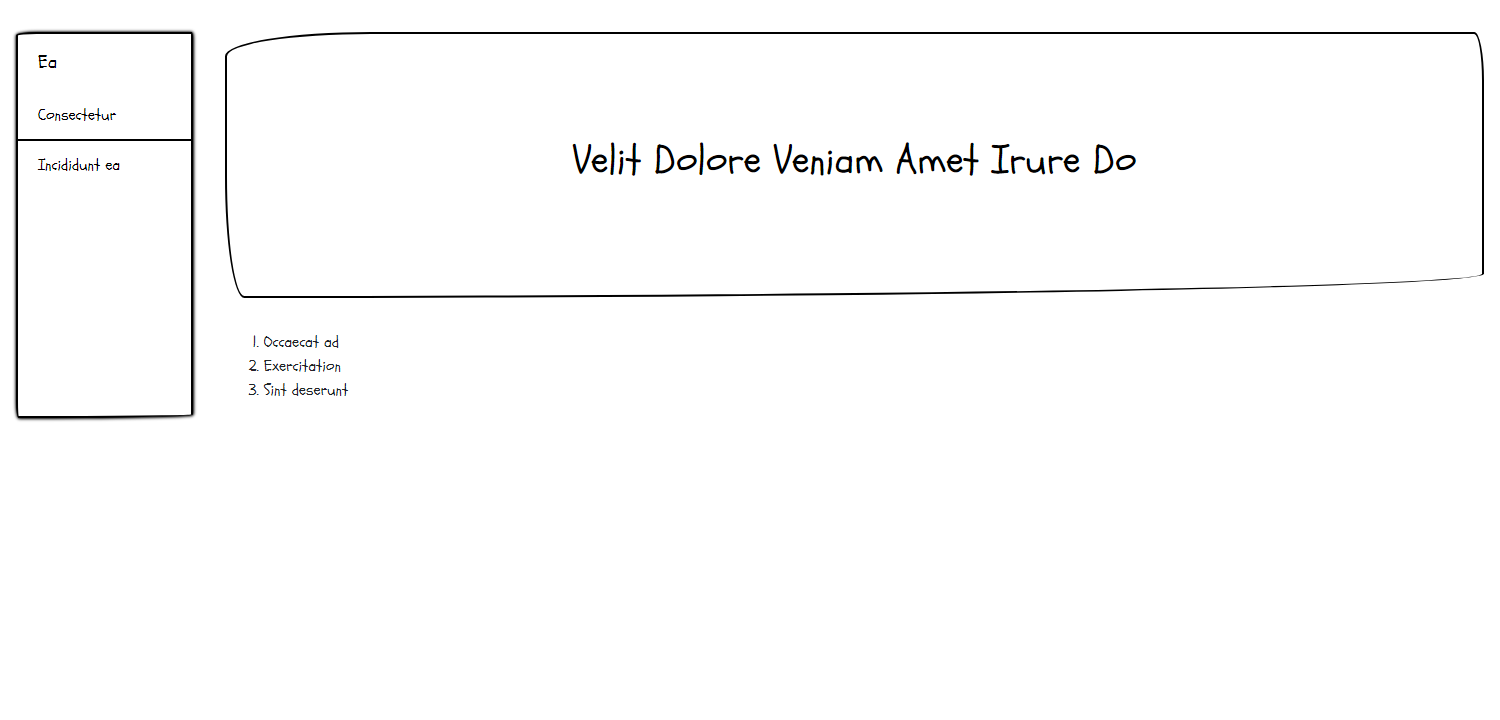 Ea
Consectetur
Incididunt ea
Velit Dolore Veniam Amet Irure Do
1. Occaecat ad
2. Exercitation
3. Sint deserunt